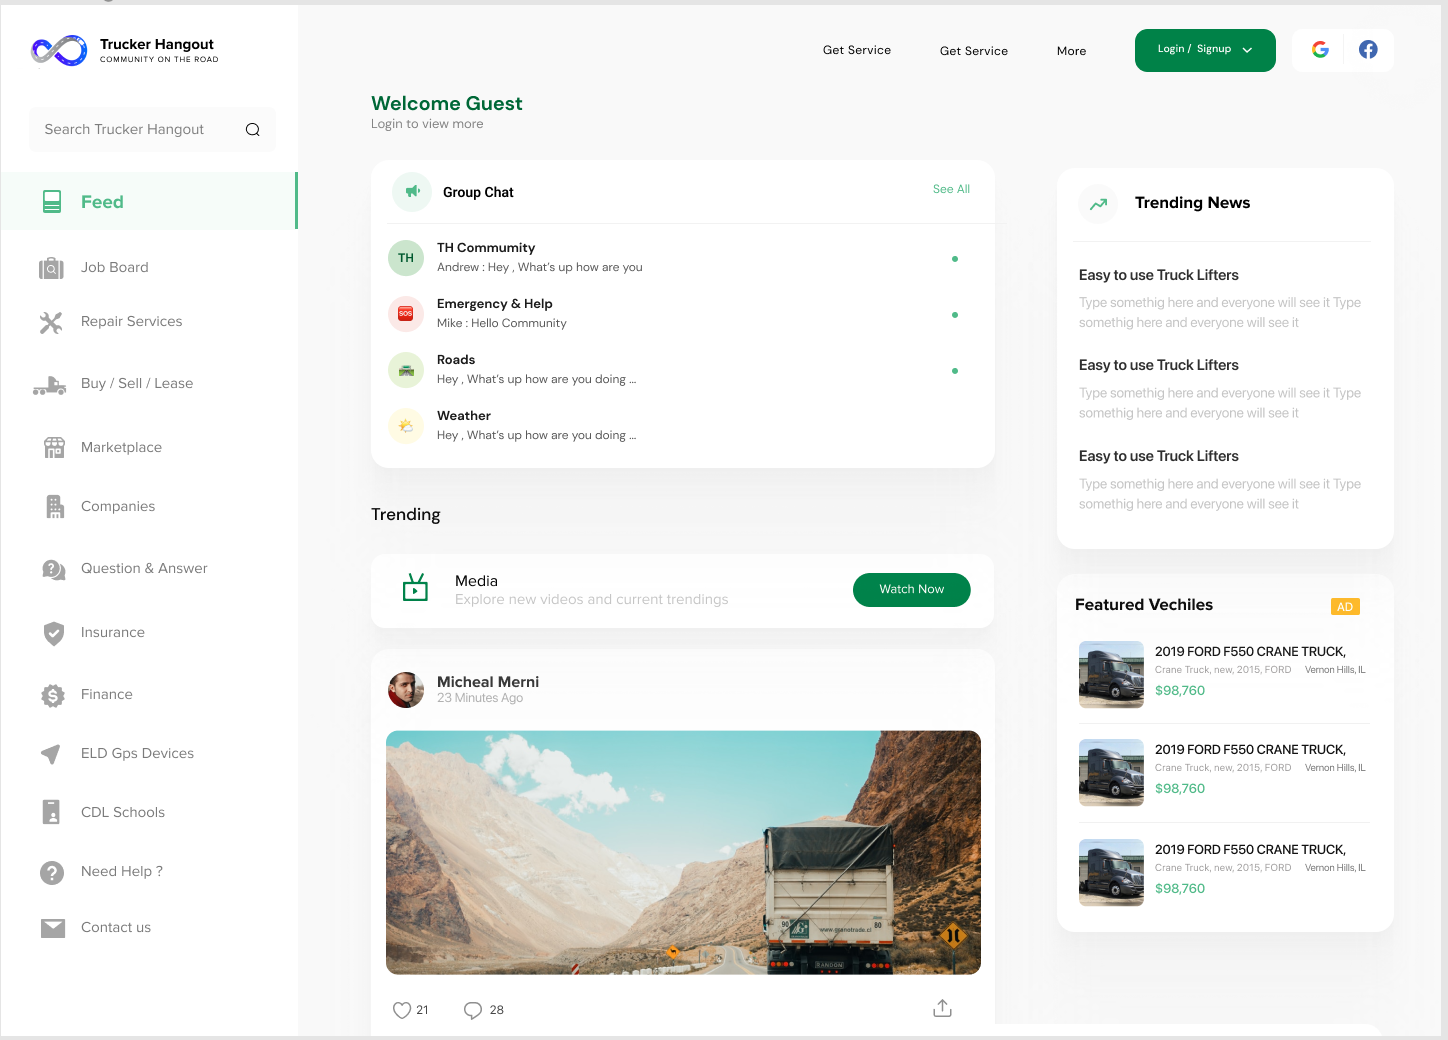 Trucker Hangout
COMMUNITY ON THE ROAD
Search Trucker Hangout
Feed
Job Board
Repair Services
Buy / Sell / Lease
Marketplace
Companies
Question & Answer
Insurance
Finance
ELD Gps Devices
CDL Schools
Need Help ?
Contact us
Get Service
Get Service
More
Login / Signup
Welcome Guest
Login to view more
Group Chat
See All
TH
TH Commumity
Andrew : Hey , What's up how are you
SOS
Emergency & Help
Mike : Hello Community
Roads
Hey , What's up how are you doing ...
Weather
Hey , What's up how are you doing ...
Trending
Media
Explore new videos and current trendings
Watch Now
Micheal Merni
23 Minutes Ago
90
80
www.granotrade.cl
RANDON
21
28
Trending News
Easy to use Truck Lifters
Type somethig here and everyone will see it Type
somethig here and everyone will see it
Easy to use Truck Lifters
Type somethig here and everyone will see it Type
somethig here and everyone will see it
Easy to use Truck Lifters
Type somethig here and everyone will see it Type
somethig here and everyone will see it
Featured Vechiles
AD
2019 FORD F550 CRANE TRUCK,
Crane Truck, new, 2015, FORD Vernon Hills, IL
$98,760
2019 FORD F550 CRANE TRUCK,
Crane Truck, new, 2015, FORD Vernon Hills, IL
$98,760
2019 FORD F550 CRANE TRUCK,
Crane Truck, new, 2015, FORD Vernon Hills, IL
$98,760